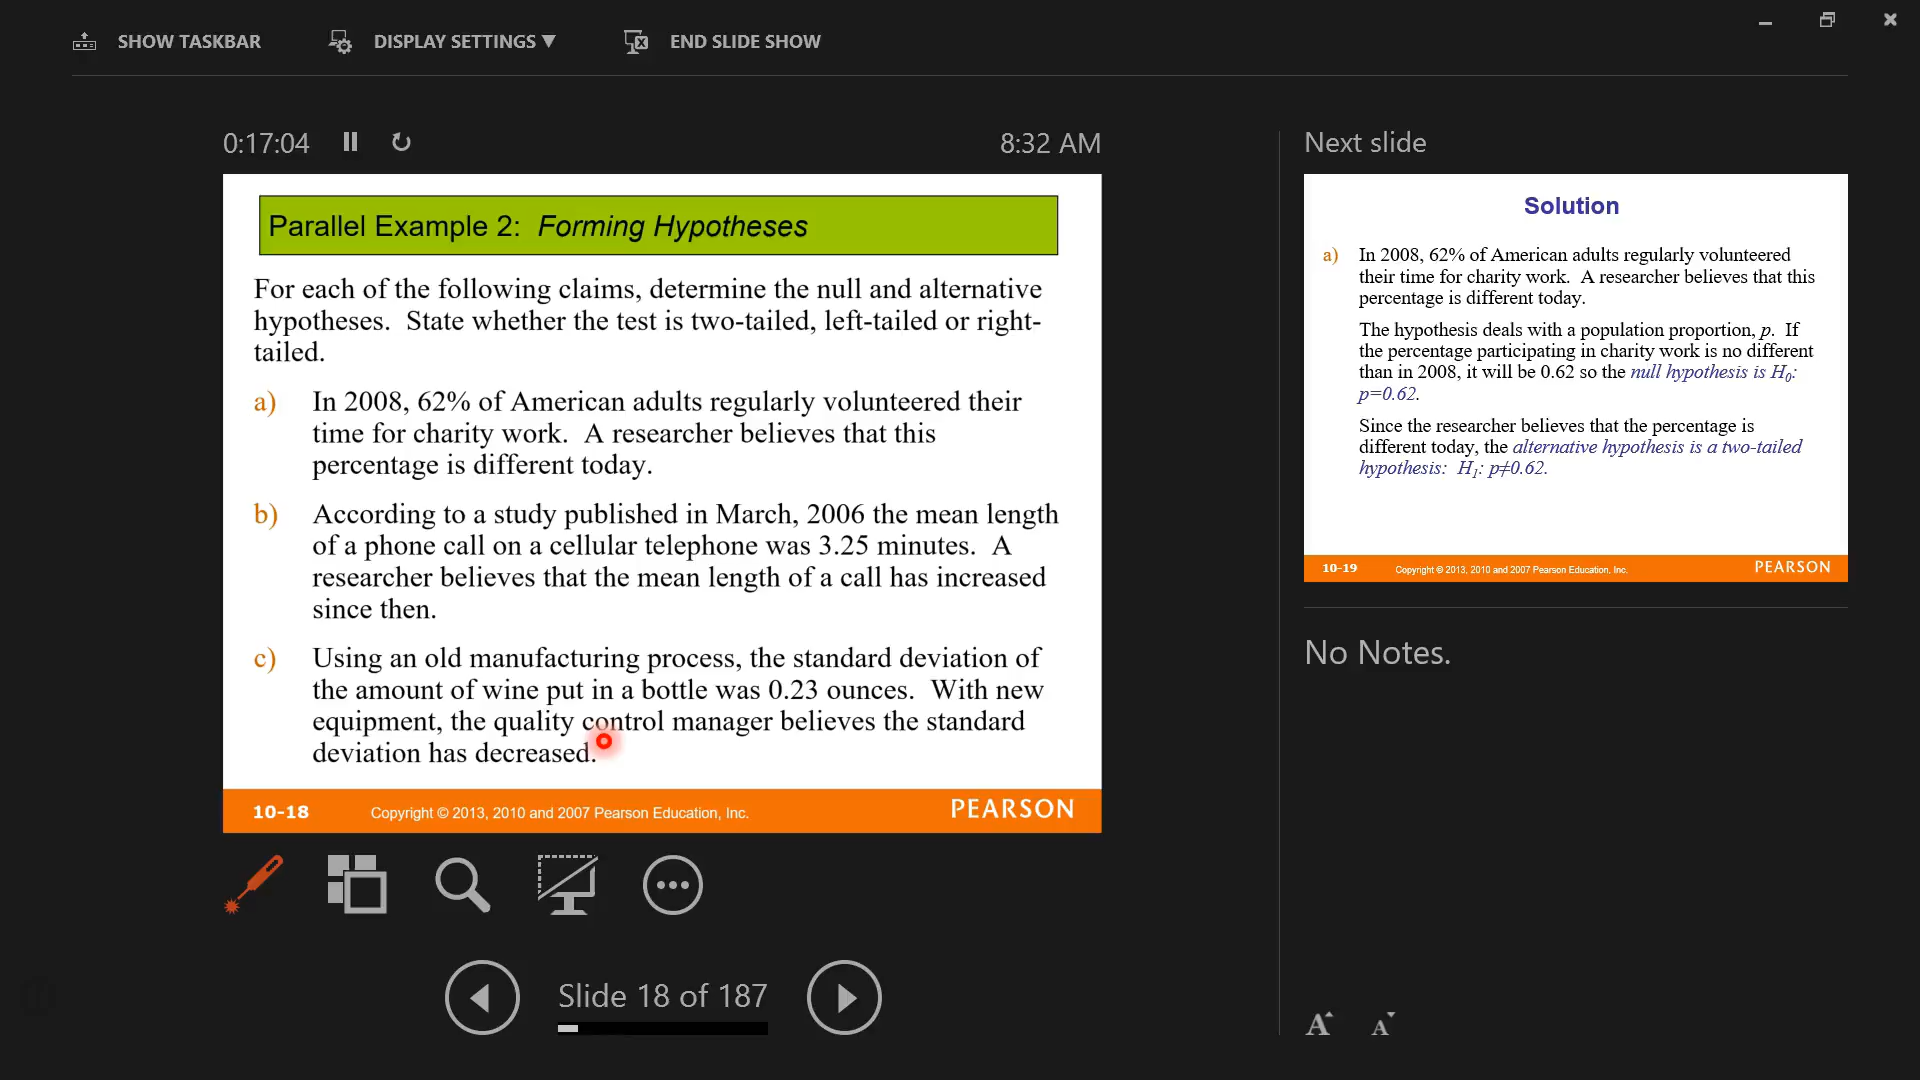 SHOW TASKBAR
DISPLAY SETTINGS ▼
END SLIDE SHOW
0:17:04
8:32 AM
Parallel Example 2: Forming Hypotheses
For each of the following claims, determine the null and alternative
hypotheses. State whether the test is two-tailed, left-tailed or right-
tailed.
a) In 2008, 62% of American adults regularly volunteered their
time for charity work. A researcher believes that this
percentage is different today.
b) According to a study published in March, 2006 the mean length
of a phone call on a cellular telephone was 3.25 minutes. A
researcher believes that the mean length of a call has increased
since then.
c) Using an old manufacturing process, the standard deviation of
the amount of wine put in a bottle was 0.23 ounces. With new
equipment, the quality control manager believes the standard
deviation has decreased.
10-18
Copyright © 2013, 2010 and 2007 Pearson Education, Inc.
PEARSON
Slide 18 of 187
Next slide
Solution
a) In 2008, 62% of American adults regularly volunteered
their time for charity work. A researcher believes that this
percentage is different today.
The hypothesis deals with a population proportion, p. If
the percentage participating in charity work is no different
than in 2008, it will be 0.62 so the null hypothesis is H0:
p=0.62.
Since the researcher believes that the percentage is
different today, the alternative hypothesis is a two-tailed
hypothesis: H1: p≠0.62.
10-19
Copyright © 2013, 2010 and 2007 Pearson Education, Inc.
PEARSON
No Notes.
A A